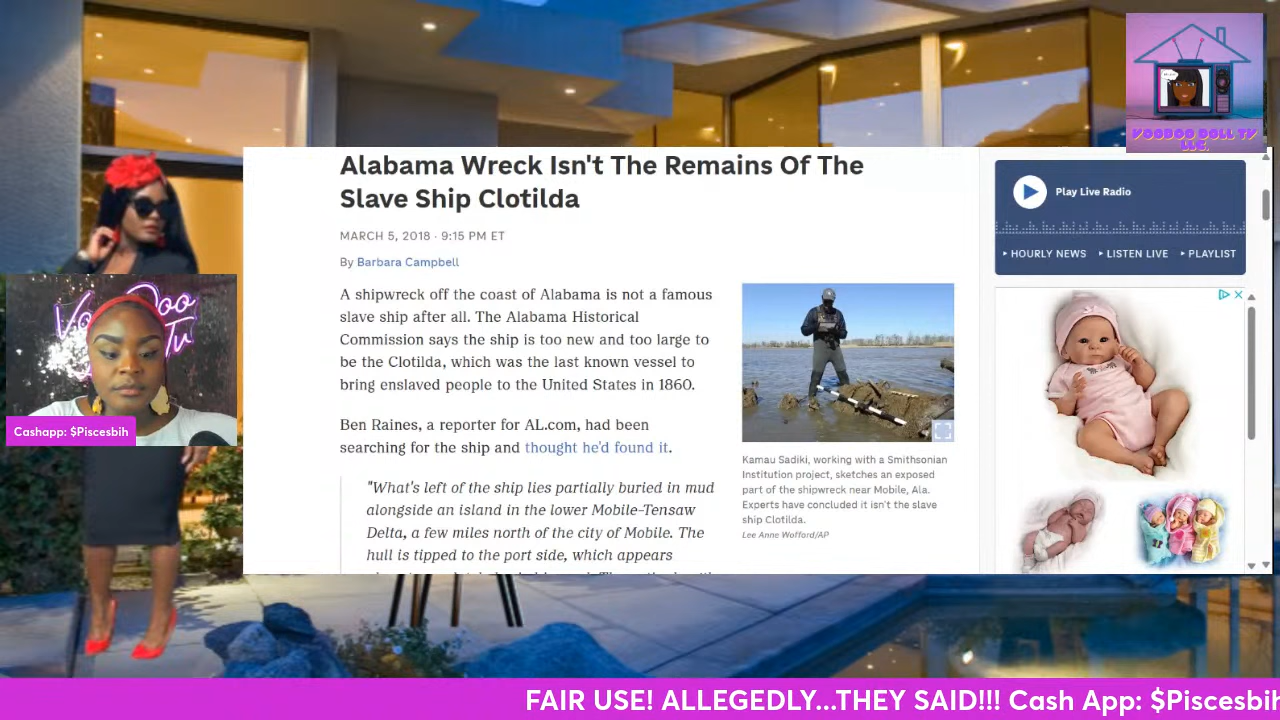 VOODOO DOLL TV
LLC.
Alabama Wreck Isn't The Remains Of The
Slave Ship Clotilda
MARCH 5, 2018 · 9:15 PM ET
By Barbara Campbell
A shipwreck off the coast of Alabama is not a famous
slave ship after all. The Alabama Historical
Commission says the ship is too new and too large to
be the Clotilda, which was the last known vessel to
bring enslaved people to the United States in 1860.
Ben Raines, a reporter for AL.com, had been
searching for the ship and thought he'd found it.
"What's left of the ship lies partially buried in mud
alongside an island in the lower Mobile-Tensaw
Delta, a few miles north of the city of Mobile. The
hull is tipped to the port side, which appears
Kamau Sadiki, working with a Smithsonian
Institution project, sketches an exposed
part of the shipwreck near Mobile, Ala.
Experts have concluded it isn't the slave
ship Clotilda.
Lee Anne Wofford/AP
Play Live Radio
HOURLY NEWS
LISTEN LIVE
PLAYLIST
VooDoo
Tv
Cashapp: $Piscesbih
FAIR USE! ALLEGEDLY...THEY SAID!!! Cash App: $Piscesbih